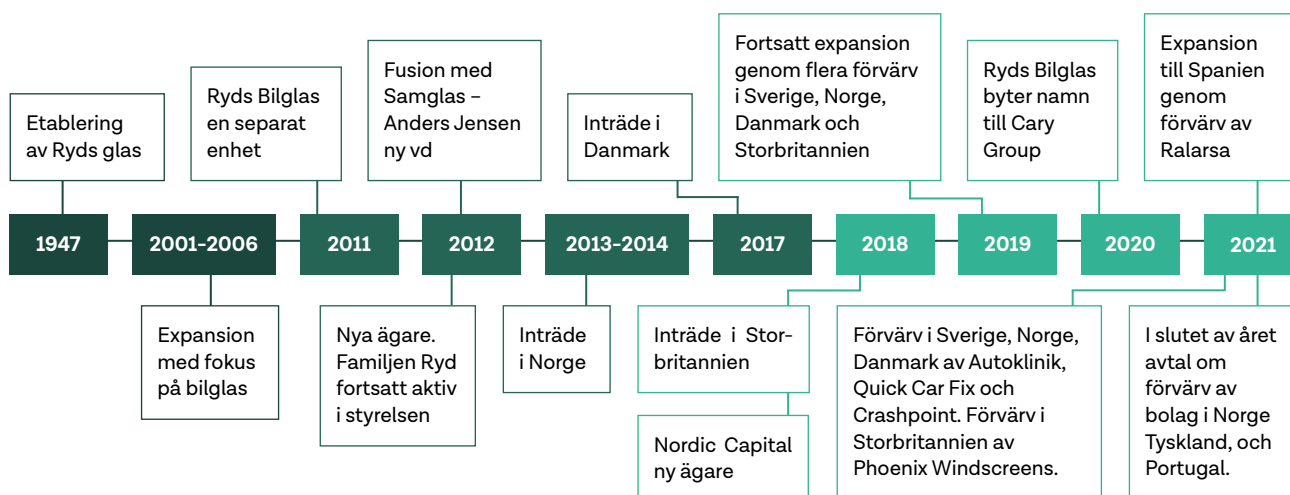 Etablering
av Ryds glas
Ryds Bilglas
en separat
enhet
Fusion med
Samglas –
Anders Jensen
ny vd
Inträde i
Danmark
Fortsatt expansion
genom flera förvärv
i Sverige, Norge,
Danmark och
Storbritannien
Ryds Bilglas
byter namn
till Cary
Group
Expansion
till Spanien
genom
förvärv av
Ralarsa
1947
2001–2006
2011
2012
2013–2014
2017
2018
2019
2020
2021
Expansion
med fokus
på bilglas
Nya ägare.
Familjen Ryd
fortsatt aktiv
i styrelsen
Inträde
i Norge
Inträde i Stor-
britannien
Nordic Capital
ny ägare
Förvärv i Sverige, Norge,
Danmark av Autoklinik,
Quick Car Fix och
Crashpoint. Förvärv i
Storbritannien av
Phoenix Windscreens.
I slutet av året
avtal om
förvärv av
bolag i Norge
Tyskland, och
Portugal.